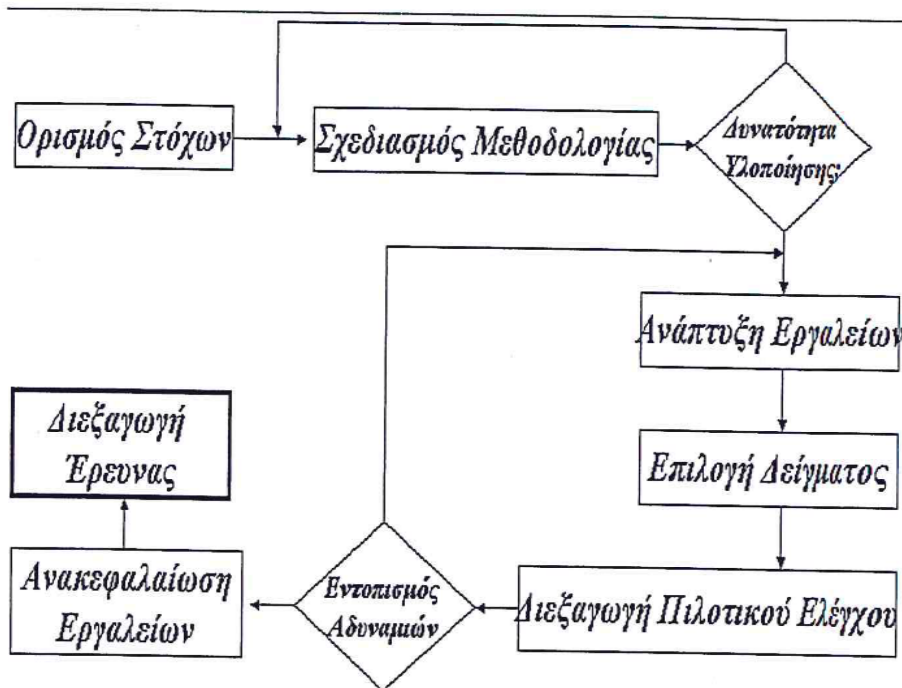 Ορισμός Στόχων
Σχεδιασμός Μεθοδολογίας
Δυνατότητα
Υλοποίησης;
Ανάπτυξη Εργαλείων
Επιλογή Δείγματος
Διεξαγωγή Πιλοτικού Ελέγχου
Εντοπισμός
Αδυναμιών
Ανακεφαλαίωση
Εργαλείων
Διεξαγωγή
Έρευνας